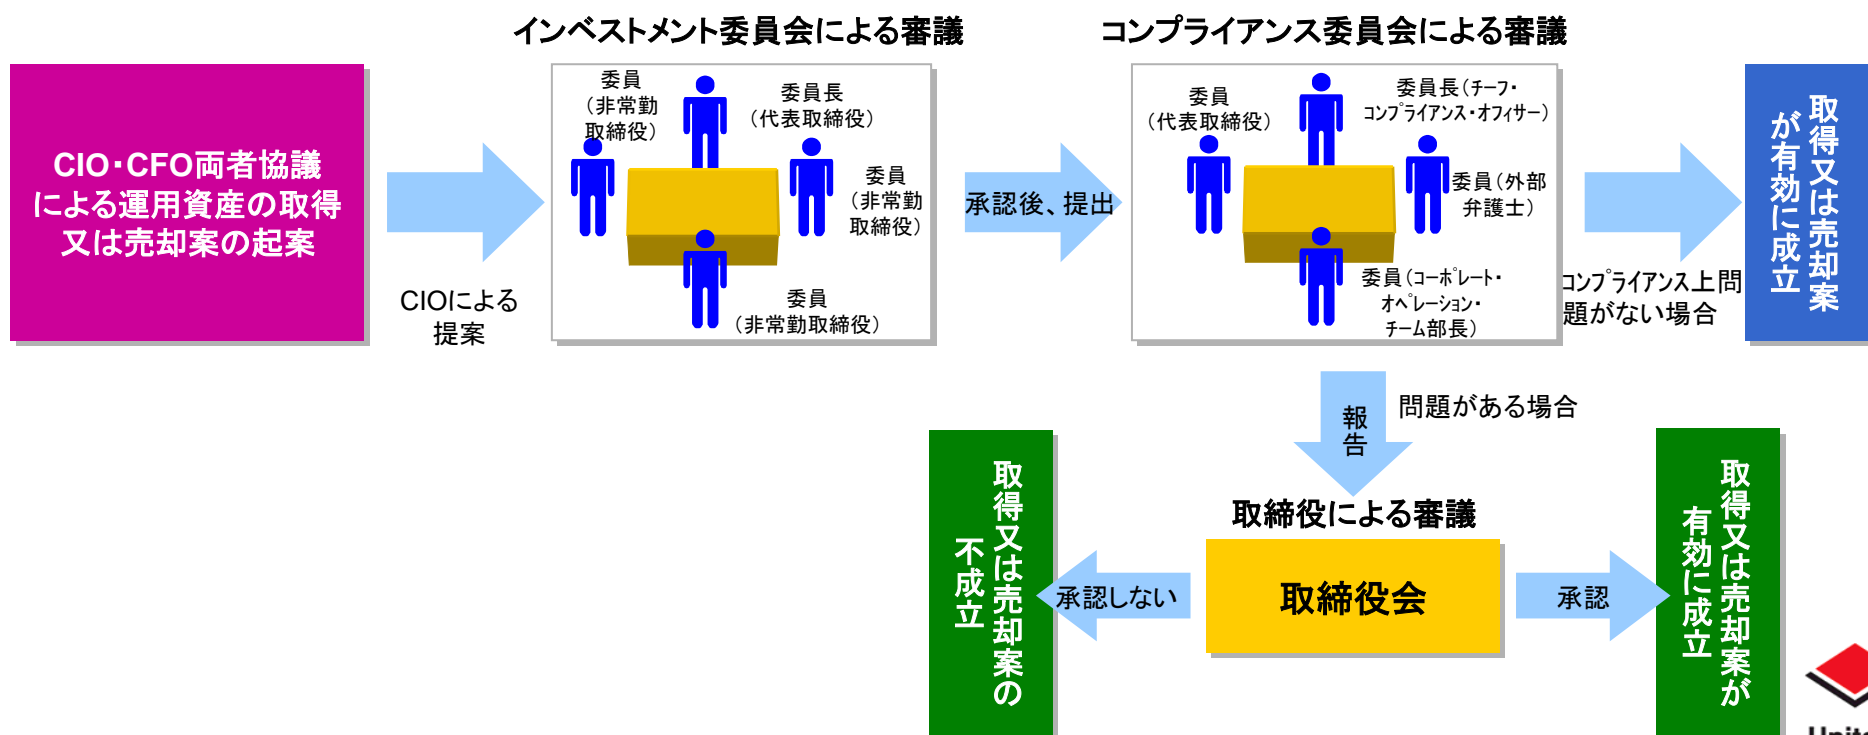 インベストメント委員会による審議
コンプライアンス委員会による審議
CIO・CFO両者協議
による運用資産の取得
又は売却案の起案
CIOによる
提案
委員
（非常勤
取締役）
委員長
（代表取締役）
委員
（非常勤
取締役）
委員
（非常勤取締役）
承認後、提出
委員
（代表取締役）
委員長（チーフ・
コンプライアンス・オフィサー）
委員（外部
弁護士）
委員（コーポレート・
オペレーション・
チーム部長）
コンプライアンス上問
題がない場合
取得又は売却案
が有効に成立
報告
問題がある場合
取締役による審議
取締役会
承認しない
承認
取得又は売却案の
不成立
取得又は売却案が
有効に成立